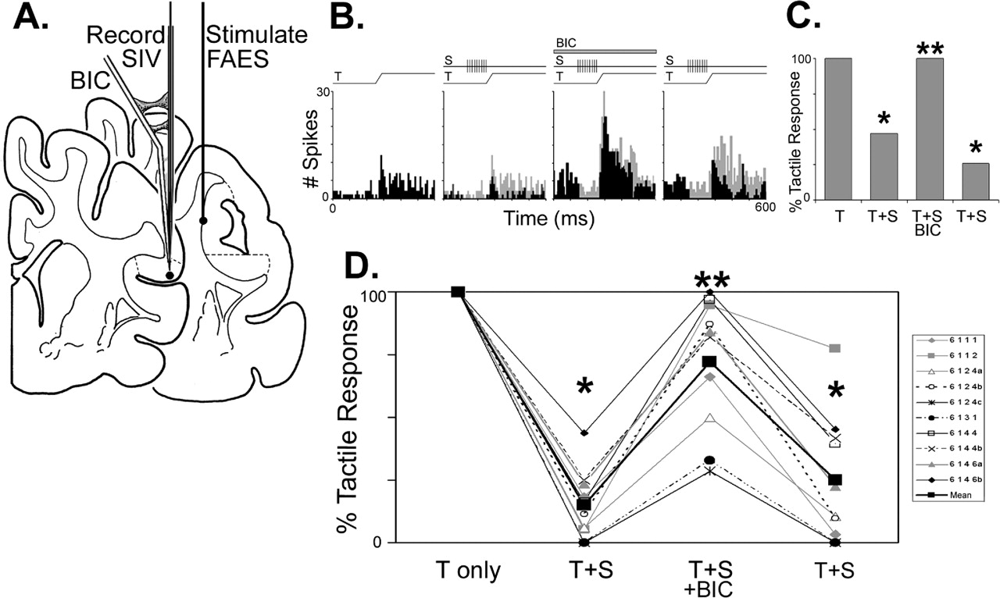 A.
Record
SIV
Stimulate
FAES
BIC
B.
BIC
T
S
T
S
T
S
T
# Spikes
30
0
0
Time (ms)
600
C.
% Tactile Response
100
0
*
**
*
T
T+S
T+S
BIC
T+S
D.
% Tactile Response
100
0
*
**
*
T only
T+S
T+S
+BIC
T+S
6 1 1 1
6 1 1 2
6 1 2 4a
6 1 2 4b
6 1 2 4c
6 1 3 1
6 1 4 4
6 1 4 4b
6 1 4 6a
6 1 4 6b
Mean